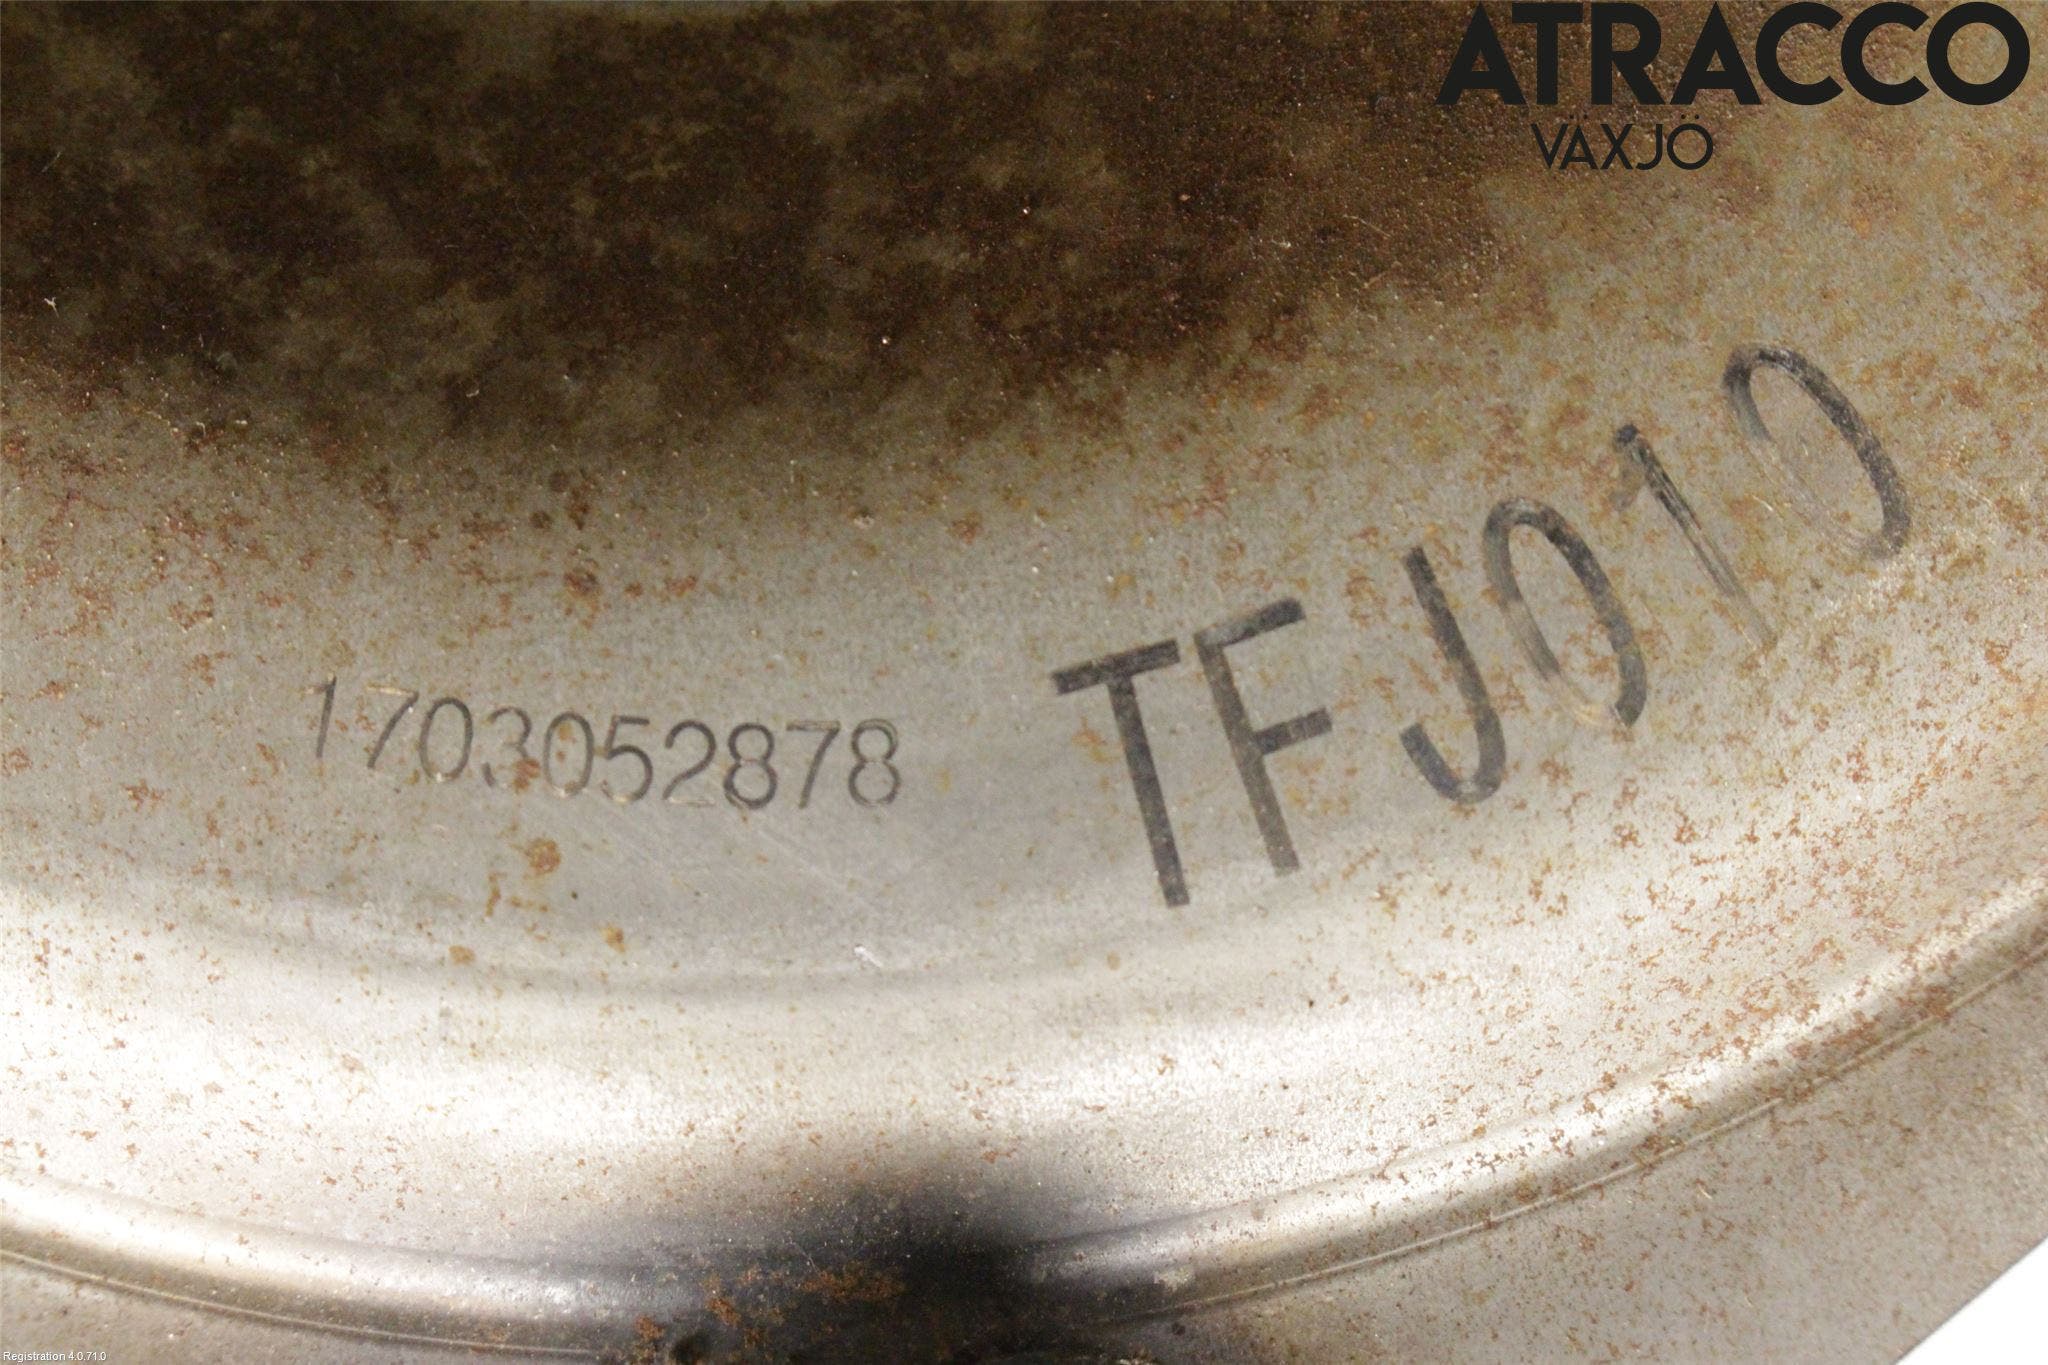 ATRACCO
VÄXJÖ
1703052878
TFJ010
Registration 4.0.71.0